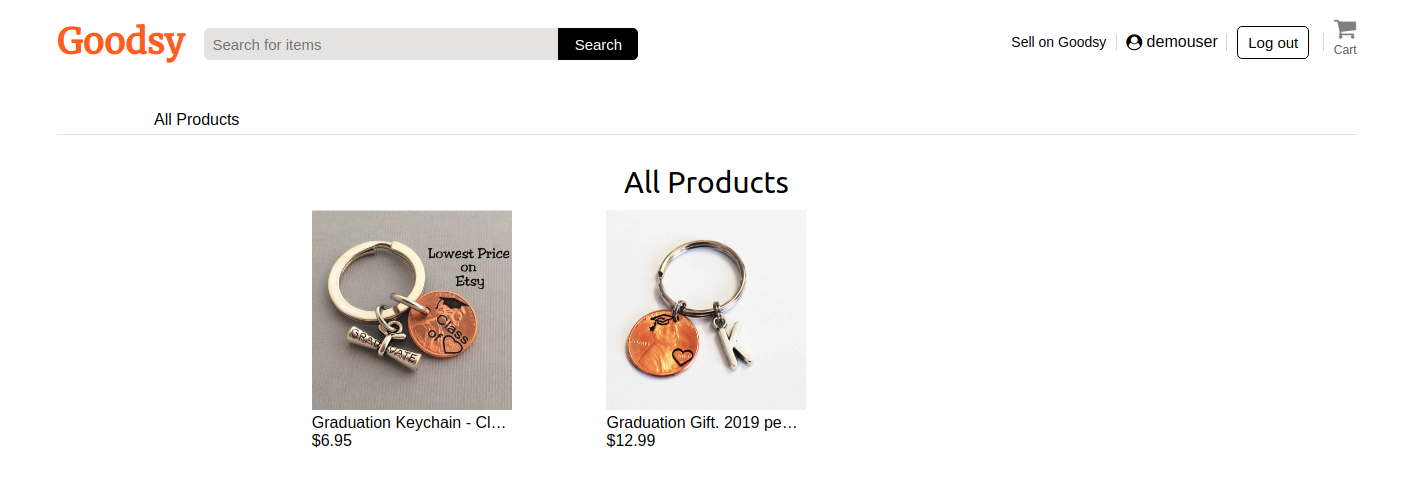 Goodsy
Search for items
Search
Sell on Goodsy
demouser
Log out
Cart
All Products
All Products
Lowest Price
on
Etsy
Class
of
GRADUATE
K
Graduation Keychain - Cl…
$6.95
Graduation Gift. 2019 pe…
$12.99